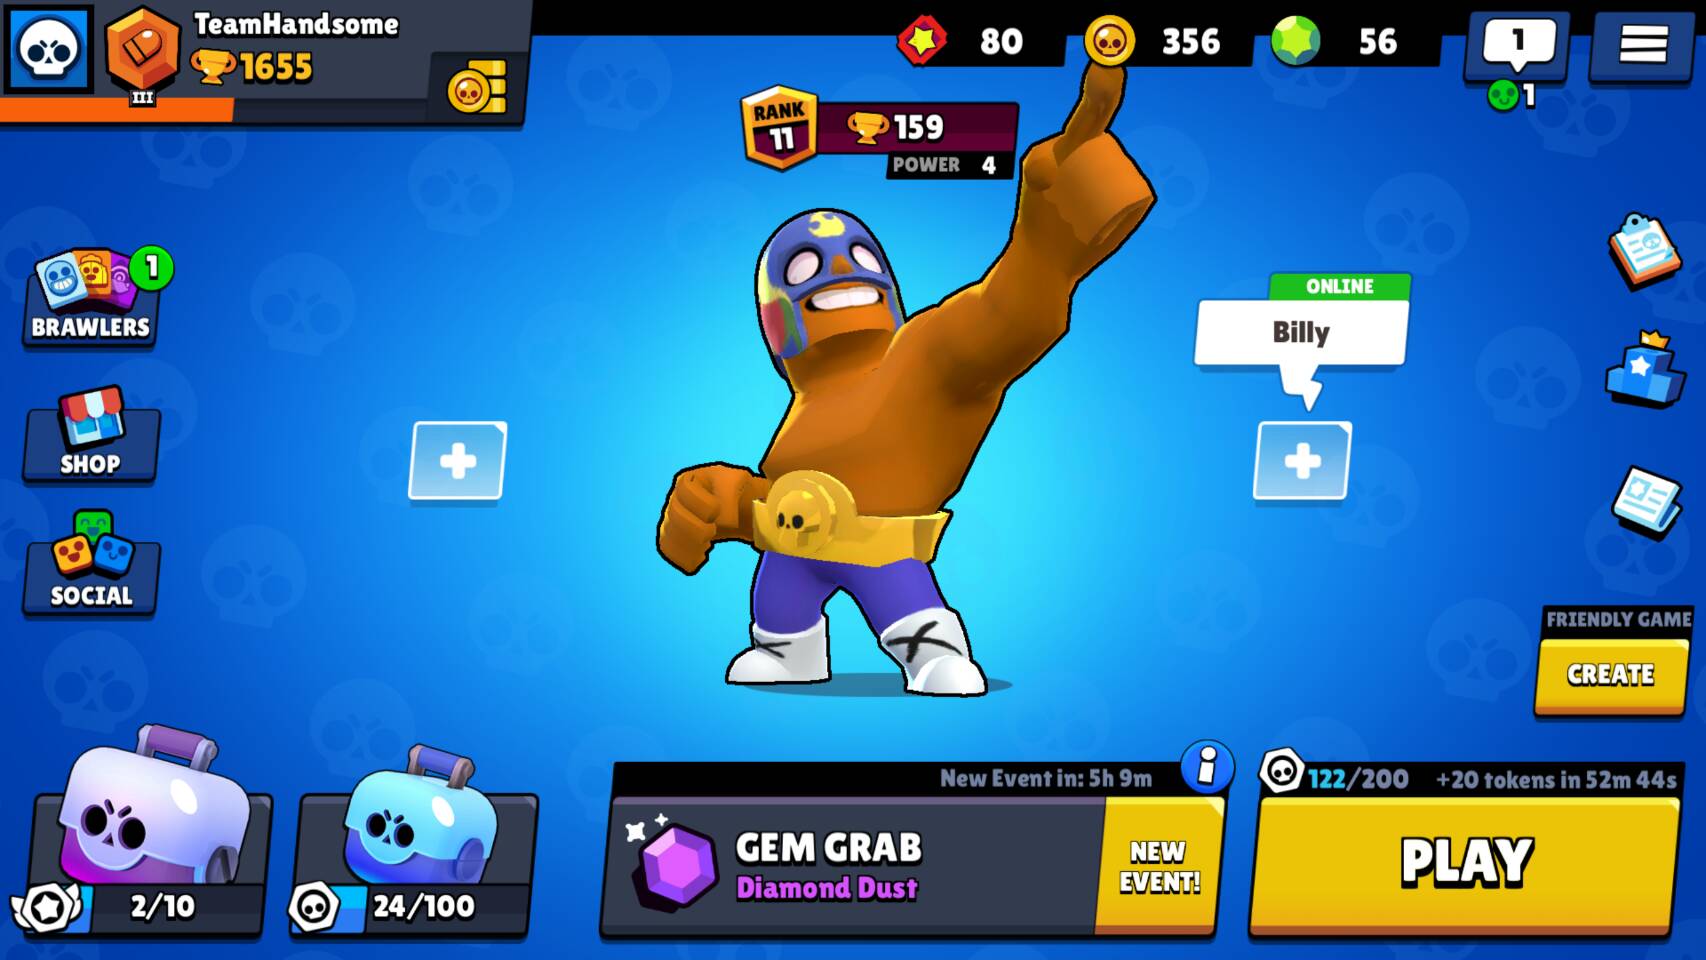 TeamHandsome
1655
III
80
356
56
1
1
RANK
11
159
POWER 4
1
BRAWLERS
SHOP
SOCIAL
ONLINE
Billy
FRIENDLY GAME
CREATE
2/10
24/100
New Event in: 5h 9m
GEM GRAB
Diamond Dust
NEW
EVENT!
122/200
+20 tokens in 52m 44s
PLAY